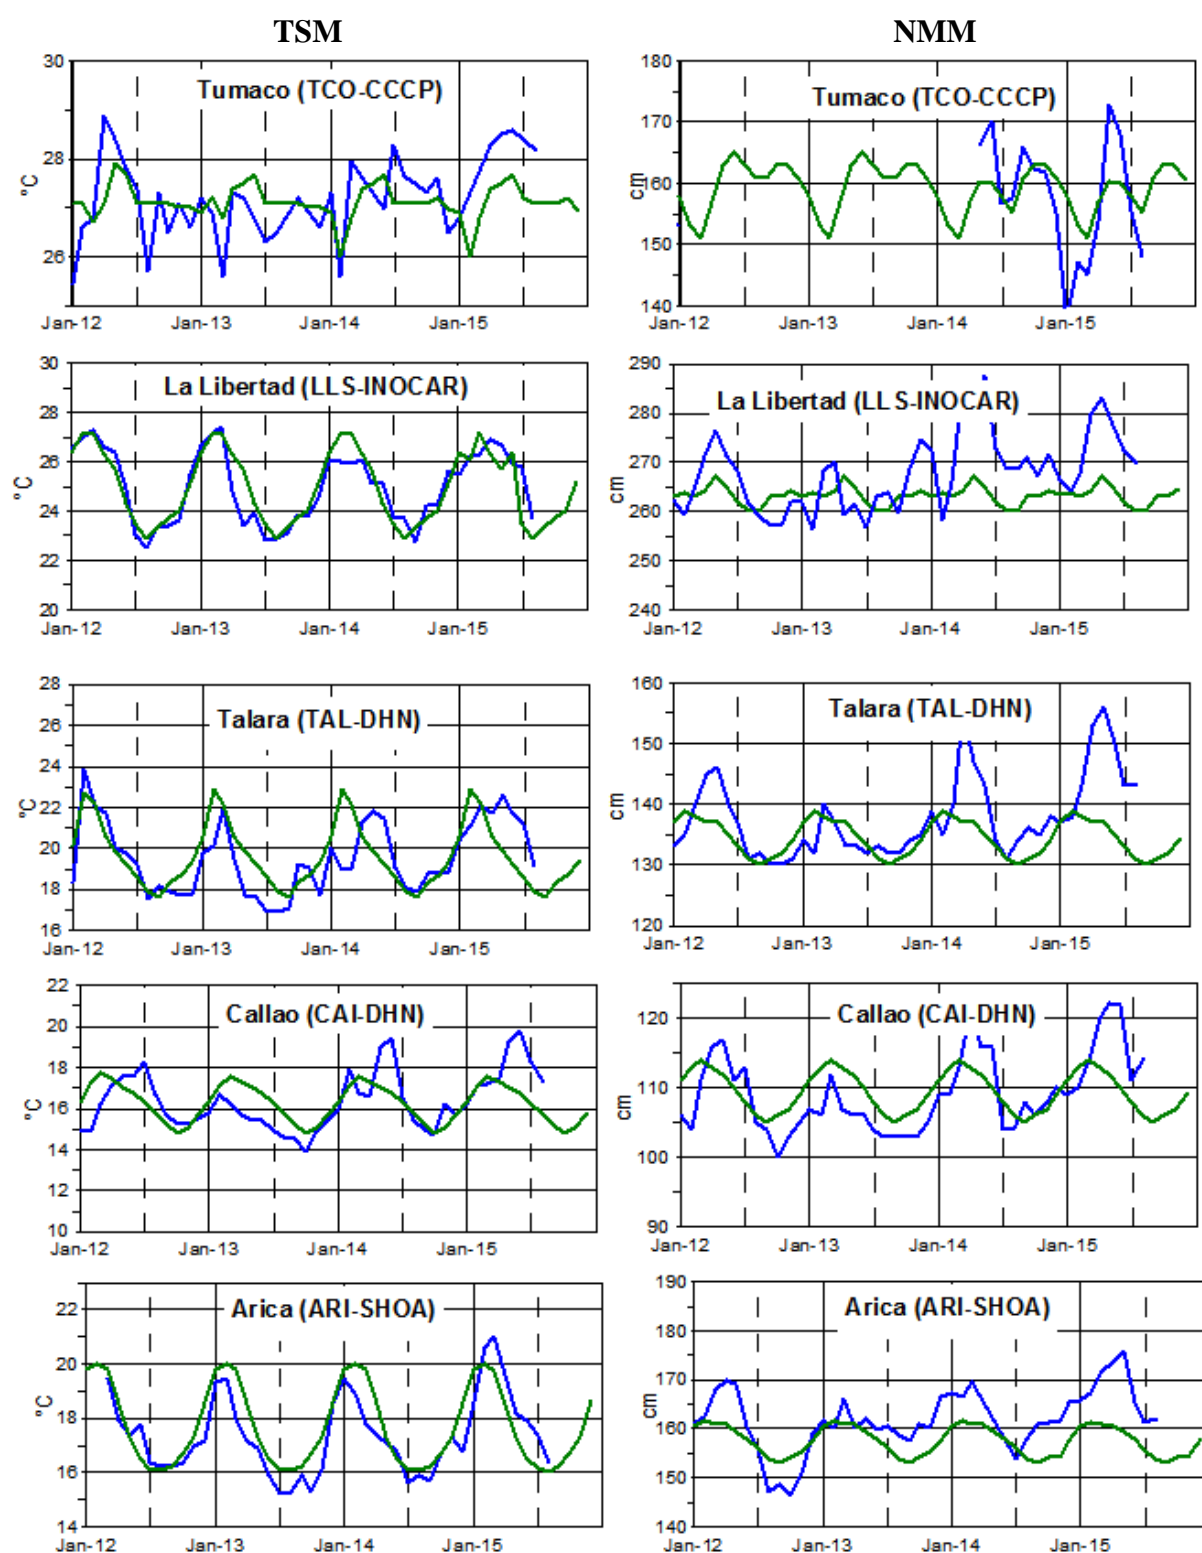 TSM NMM
30
Tumaco (TCO-CCCP)
28
°C
26
Jan-12 Jan-13 Jan-14 Jan-15
180
Tumaco (TCO-CCCP)
170
cm
160
150
140
Jan-12 Jan-13 Jan-14 Jan-15
30
La Libertad (LLS-INOCAR)
28
26
°C
24
22
20
Jan-12 Jan-13 Jan-14 Jan-15
290
La Libertad (LLS-INOCAR)
280
270
cm
260
250
240
Jan-12 Jan-13 Jan-14 Jan-15
28
Talara (TAL-DHN)
26
24
°C
22
20
18
16
Jan-12 Jan-13 Jan-14 Jan-15
160
Talara (TAL-DHN)
150
cm
140
130
120
Jan-12 Jan-13 Jan-14 Jan-15
22
Callao (CAI-DHN)
20
18
°C
16
14
12
10
Jan-12 Jan-13 Jan-14 Jan-15
Callao (CAI-DHN)
120
cm
110
100
90
Jan-12 Jan-13 Jan-14 Jan-15
22
Arica (ARI-SHOA)
20
°C
18
16
14
Jan-12 Jan-13 Jan-14 Jan-15
190
Arica (ARI-SHOA)
180
170
cm
160
150
140
Jan-12 Jan-13 Jan-14 Jan-15